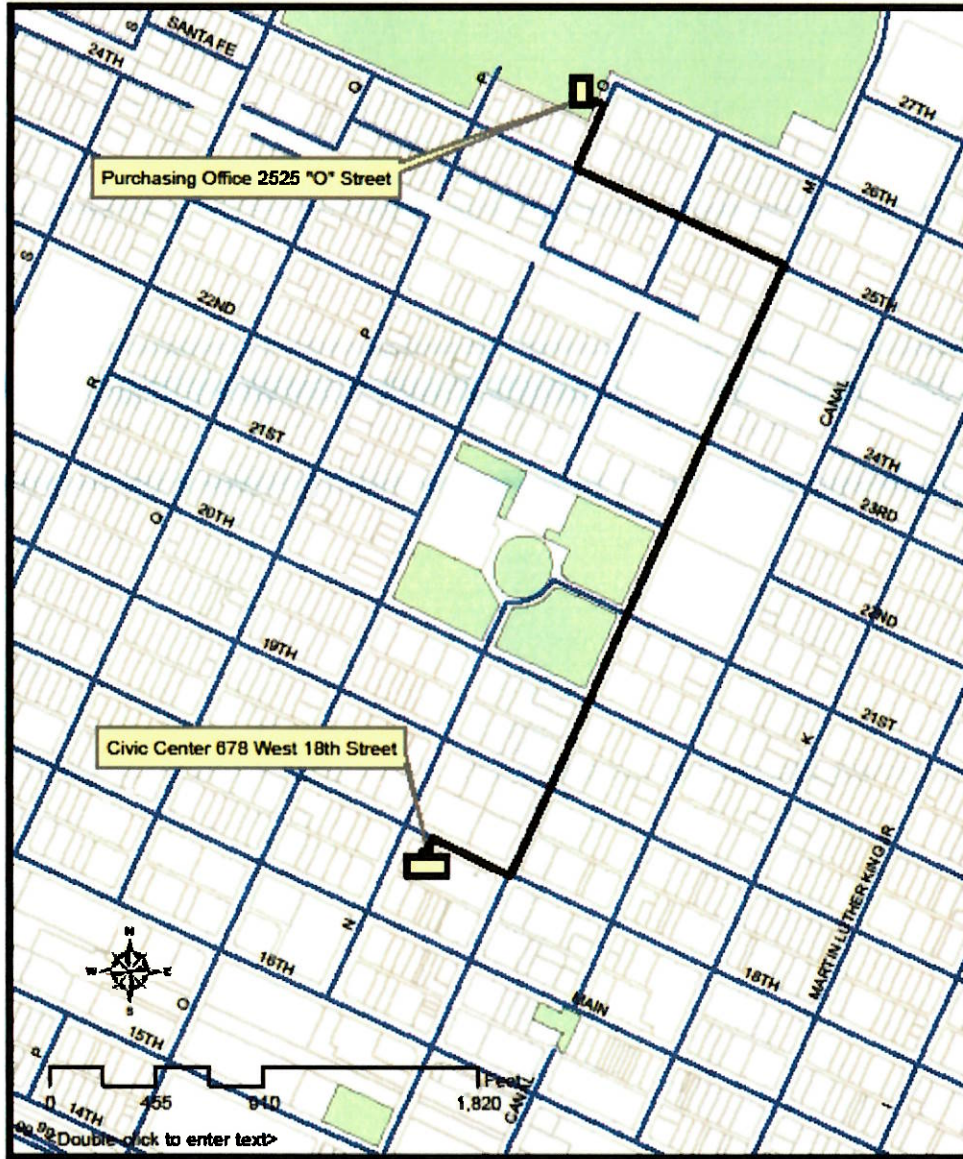 SANTA FE
S
24TH
Q
P
O
27TH
Purchasing Office 2525 "O" Street
M
26TH
S
22ND
25TH
P
R
CANAL
21ST
24TH
23RD
20TH
Q
22ND
19TH
21ST
K
Civic Center 678 West 18th Street
MARTIN LUTHER KING JR
N
N
W E
S
16TH
18TH
O
MAIN
15TH
P
Feet
0 455 910 1,820
CANAL
I
14TH
99
<Double-click to enter text>